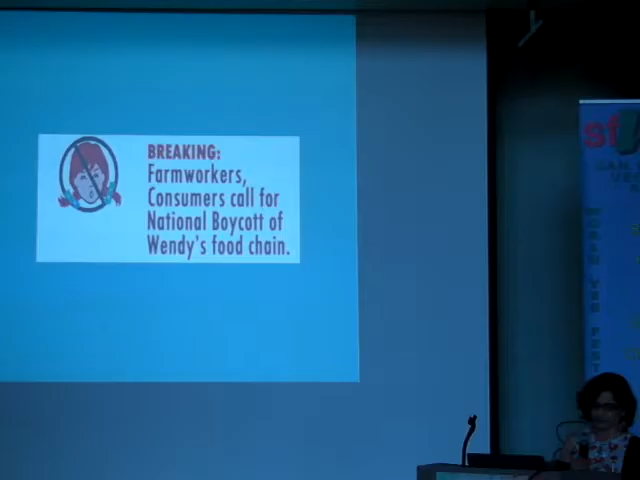 BREAKING:
Farmworkers,
Consumers call for
National Boycott of
Wendy's food chain.
sf